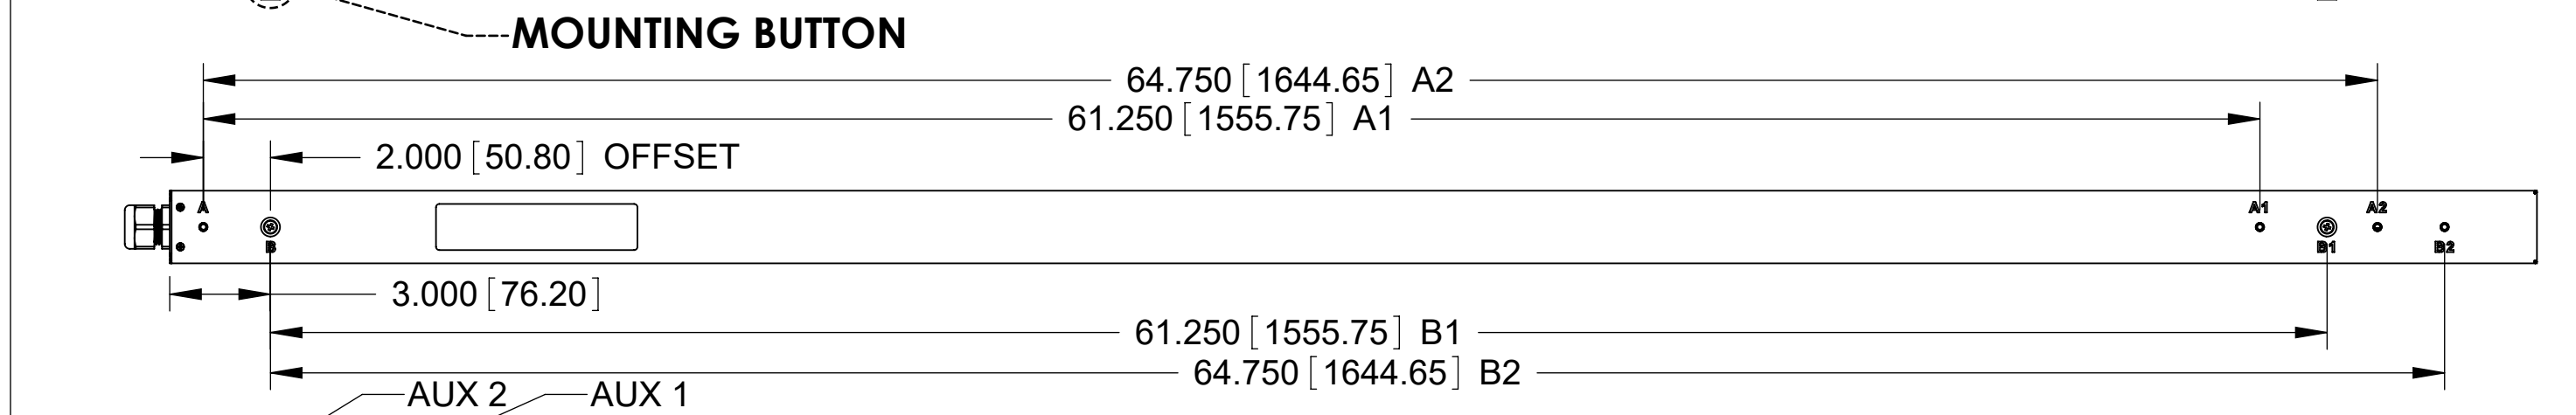 MOUNTING BUTTON
64.750 [1644.65] A2
61.250 [1555.75] A1
2.000 [50.80] OFFSET
A A1 A2
B B1 B2
3.000 [76.20]
61.250 [1555.75] B1
64.750 [1644.65] B2
AUX 2 AUX 1